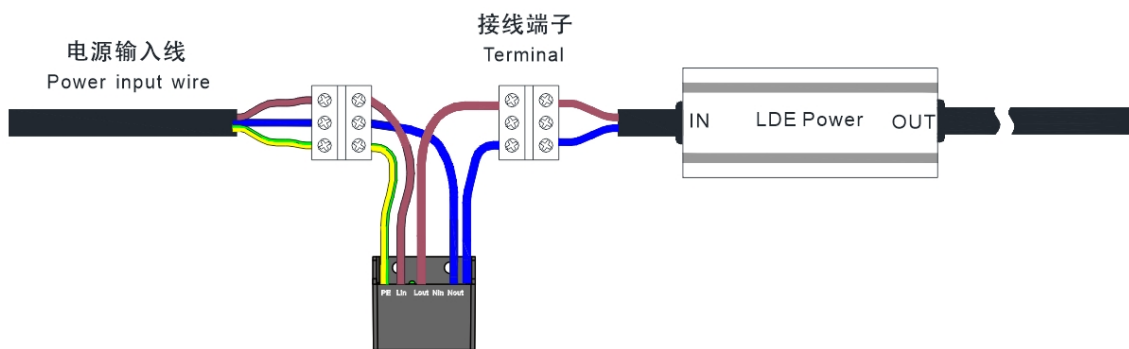 电源输入线
Power input wire
接线端子
Terminal
IN LDE Power OUT
PE Lin Lout Nin Nout